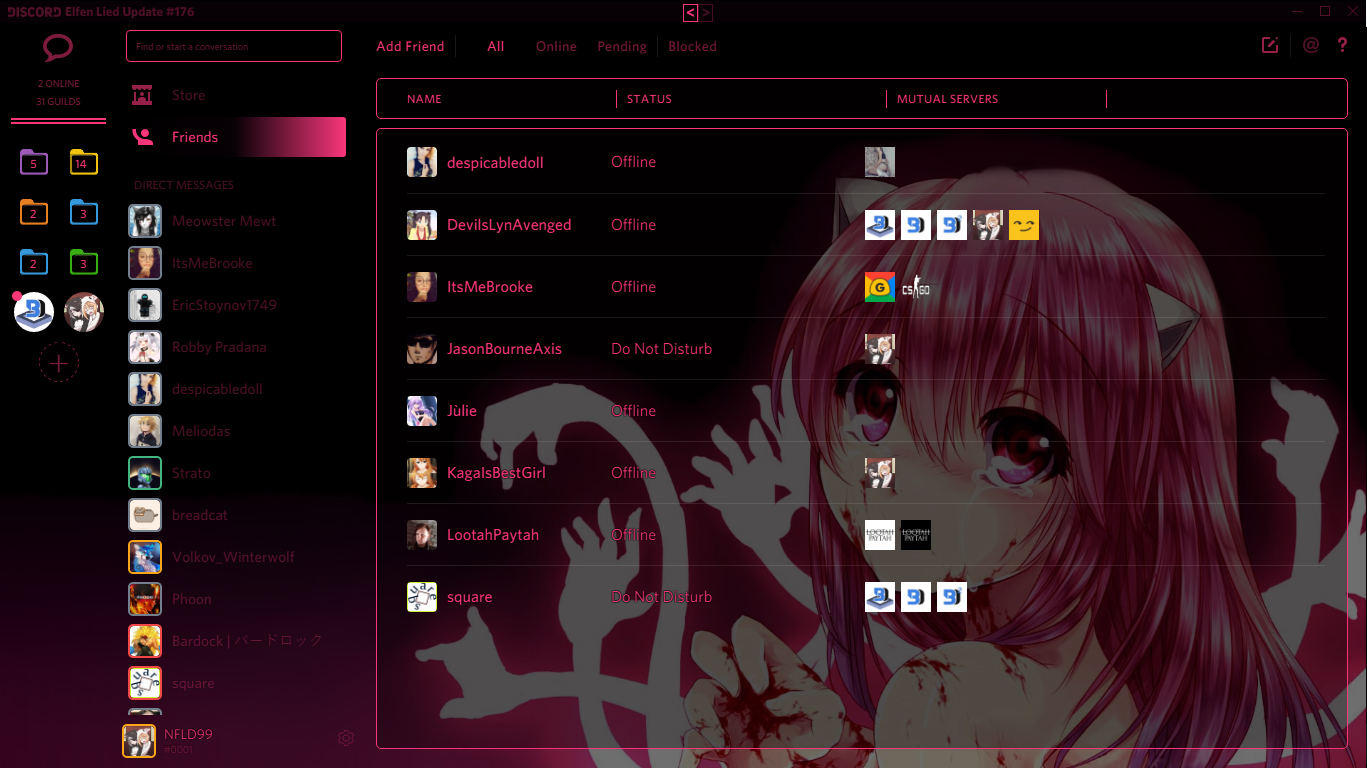 DISCORD Elfen Lied Update #176
< >
2 ONLINE
31 GUILDS
5
14
2
3
2
3
Find or start a conversation
Store
Friends
DIRECT MESSAGES
Meowster Mewt
ItsMeBrooke
EricStoynov1749
Robby Pradana
despicabledoll
Meliodas
Strato
breadcat
Volkov_Winterwolf
Phoon
Bardock | バードロック
square
NFLD99
#0001
Add Friend All Online Pending Blocked
@ ?
NAME STATUS MUTUAL SERVERS
despicabledoll Offline
DevilsLynAvenged Offline
ItsMeBrooke Offline CS GO
JasonBourneAxis Do Not Disturb
Jùlie Offline
KagaIsBestGirl Offline
LootahPaytah Offline LOOTAH PAYTAH LOOTAH PAYTAH
square Do Not Disturb